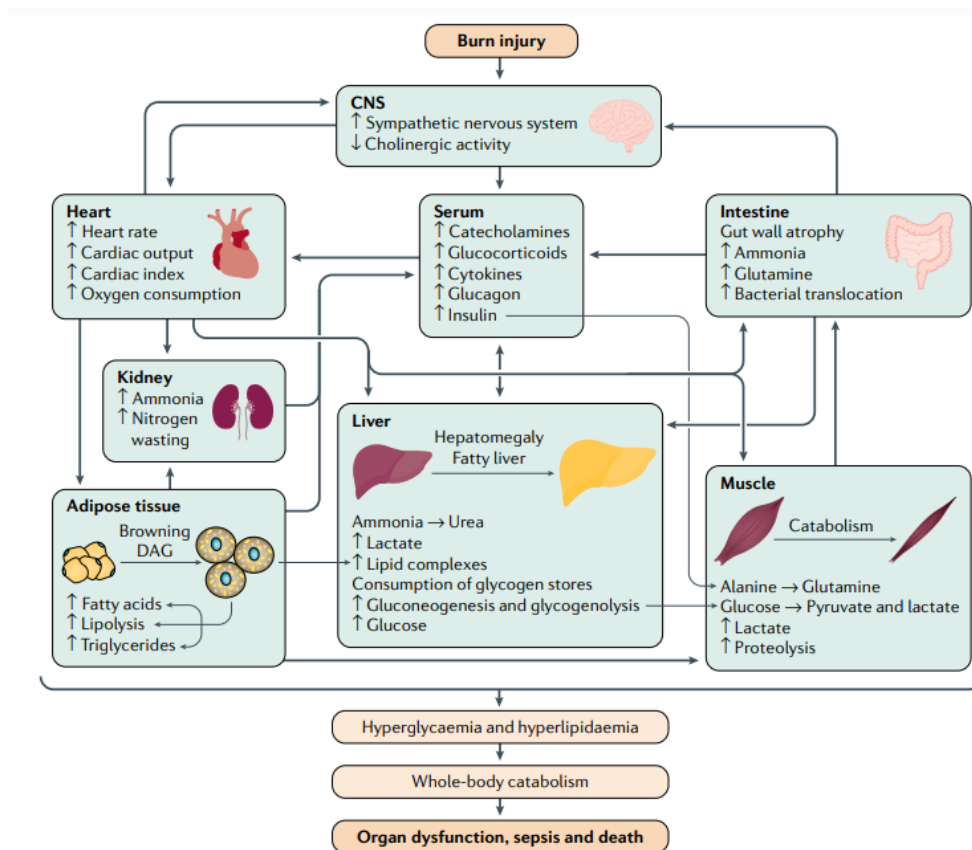 Burn injury
CNS
↑ Sympathetic nervous system
↓ Cholinergic activity
Heart
↑ Heart rate
↑ Cardiac output
↑ Cardiac index
↑ Oxygen consumption
Serum
↑ Catecholamines
↑ Glucocorticoids
↑ Cytokines
↑ Glucagon
↑ Insulin
Intestine
Gut wall atrophy
↑ Ammonia
↑ Glutamine
↑ Bacterial translocation
Kidney
↑ Ammonia
↑ Nitrogen
wasting
Liver
Hepatomegaly
Fatty liver
Ammonia → Urea
↑ Lactate
↑ Lipid complexes
Consumption of glycogen stores
↑ Gluconeogenesis and glycogenolysis
↑ Glucose
Adipose tissue
Browning
DAG
↑ Fatty acids
↑ Lipolysis
↑ Triglycerides
Muscle
Catabolism
Alanine → Glutamine
Glucose → Pyruvate and lactate
↑ Lactate
↑ Proteolysis
Hyperglycaemia and hyperlipidaemia
Whole-body catabolism
Organ dysfunction, sepsis and death